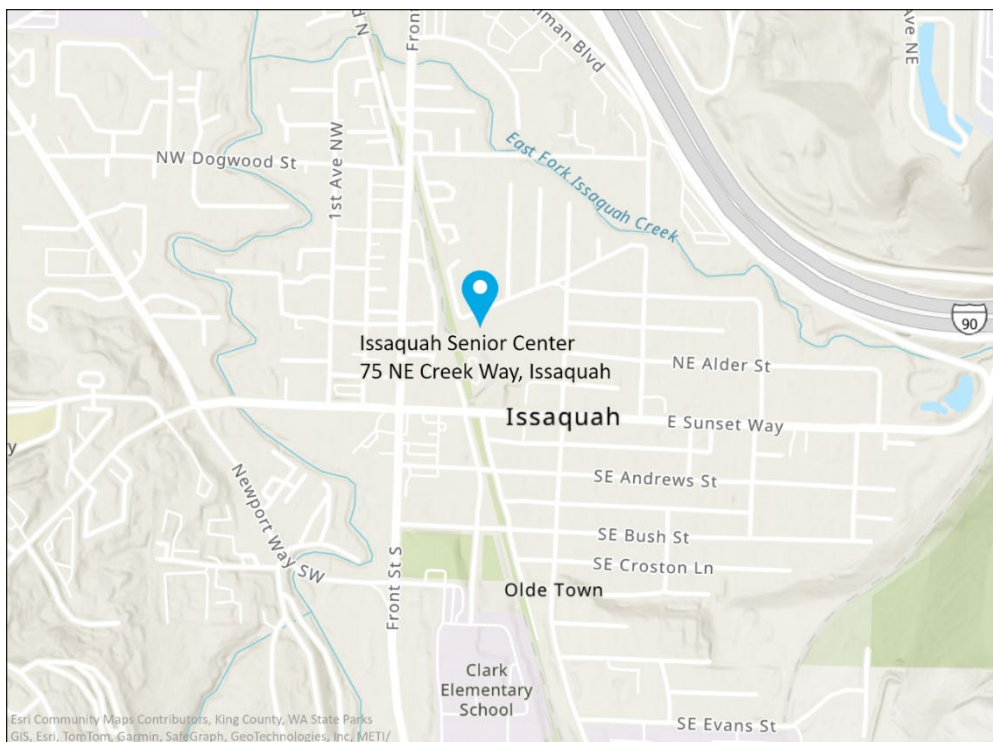 d N
Fron
man Blvd
Ave NE
NW Dogwood St
1st Ave NW
East Fork Issaquah Creek
90
Issaquah Senior Center
75 NE Creek Way, Issaquah
NE Alder St
Issaquah
E Sunset Way
y
SE Andrews St
Newport Way SW
SE Bush St
Front St S
SE Croston Ln
Olde Town
Clark
Elementary
School
SE Evans St
Esri Community Maps Contributors, King County, WA State Parks
GIS, Esri, TomTom, Garmin, SafeGraph, GeoTechnologies, Inc, METI/